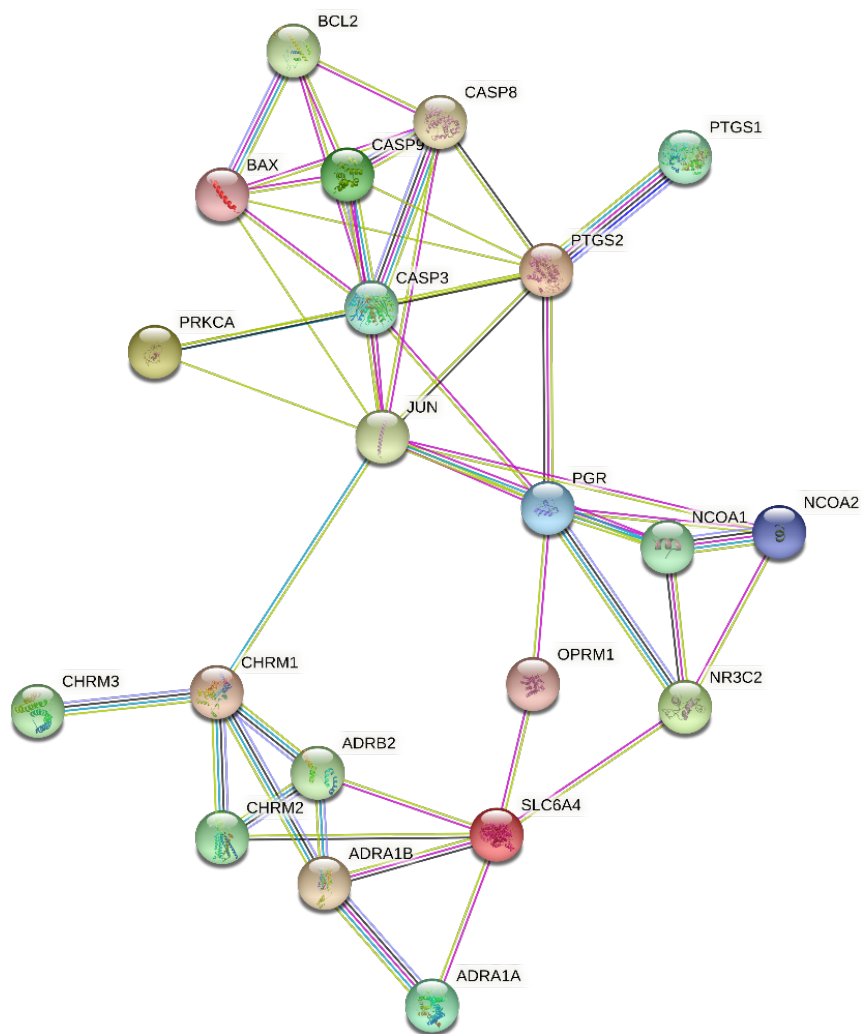 BCL2
CASP8
PTGS1
CASP9
BAX
PTGS2
CASP3
PRKCA
JUN
PGR
NCOA2
NCOA1
OPRM1
CHRM1
NR3C2
CHRM3
ADRB2
SLC6A4
CHRM2
ADRA1B
ADRA1A